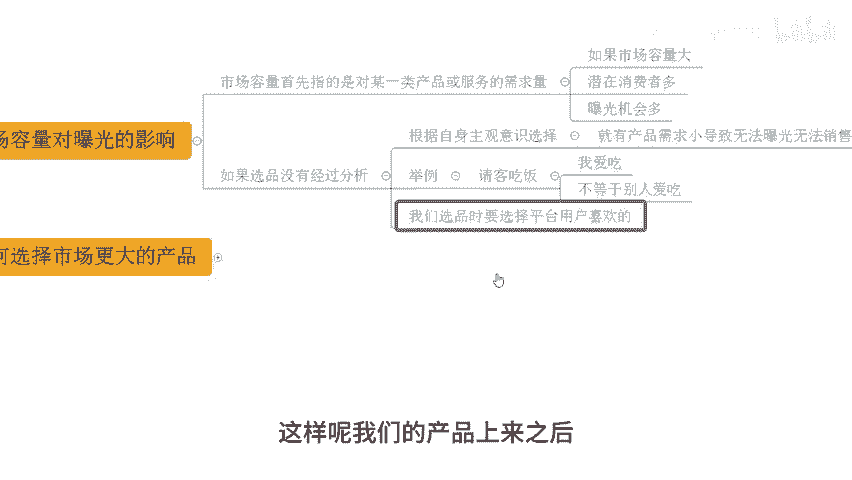 如果市场容量大
市场容量首先指的是对某一类产品或服务的需求量
潜在消费者多
曝光机会多
场容量对曝光的影响
根据自身主观意识选择
就有产品需求小导致无法曝光无法销售
如果选品没有经过分析
举例
请客吃饭
我爱吃
不等于别人爱吃
我们选品时要选择平台用户喜欢的
何选择市场更大的产品
这样呢我们的产品上来之后